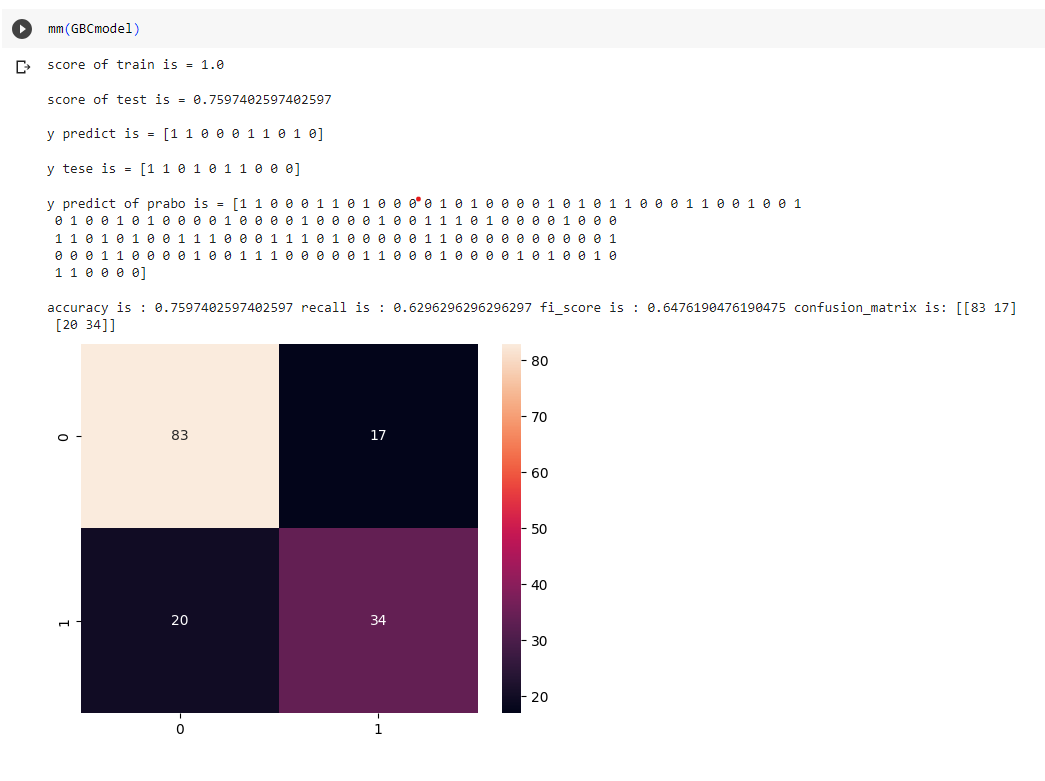 mm(GBCmodel)
score of train is = 1.0
score of test is = 0.7597402597402597
y predict is = [1 1 0 0 0 1 1 0 1 0]
y tese is = [1 1 0 1 0 1 1 0 0 0]
y predict of prabo is = [1 1 0 0 0 1 1 0 1 0 0 0 0 1 0 1 0 0 0 0 1 0 1 0 1 1 0 0 0 1 1 0 0 1 0 0 1
0 1 0 0 1 0 1 0 0 0 0 1 0 0 0 0 1 0 0 0 0 1 0 0 1 1 1 0 1 0 0 0 0 1 0 0 0
1 1 0 1 0 1 0 0 1 1 1 0 0 0 1 1 1 0 1 0 0 0 0 0 1 1 0 0 0 0 0 0 0 0 0 0 1
0 0 0 1 1 0 0 0 0 1 0 0 1 1 1 0 0 0 0 0 1 1 0 0 0 1 0 0 0 0 1 0 1 0 0 1 0
1 1 0 0 0 0]
accuracy is : 0.7597402597402597 recall is : 0.6296296296296297 fi_score is : 0.6476190476190475 confusion_matrix is: [[83 17]
[20 34]]
80
0 83 17
70
60
50
40
1 20 34
30
20
0 1